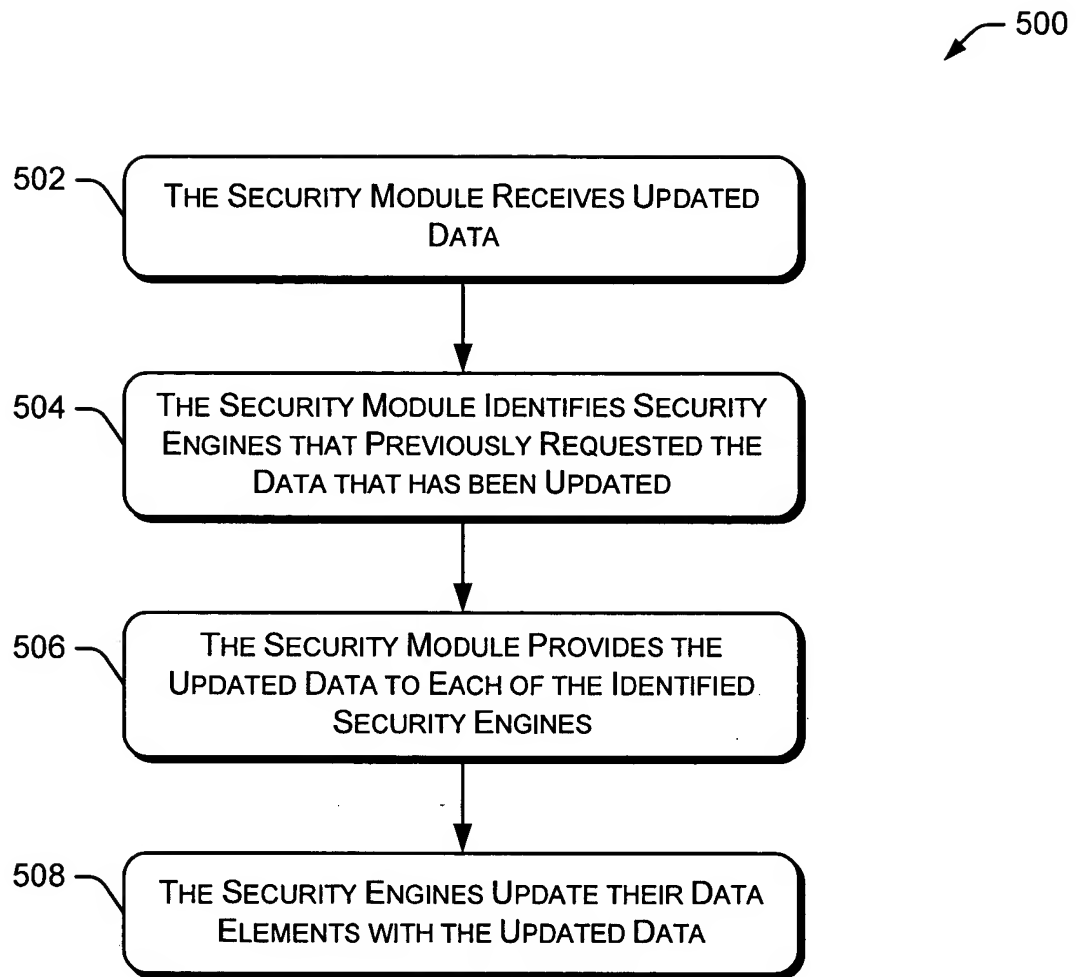 500
502
THE SECURITY MODULE RECEIVES UPDATED
DATA
504
THE SECURITY MODULE IDENTIFIES SECURITY
ENGINES THAT PREVIOUSLY REQUESTED THE
DATA THAT HAS BEEN UPDATED
506
THE SECURITY MODULE PROVIDES THE
UPDATED DATA TO EACH OF THE IDENTIFIED
SECURITY ENGINES
508
THE SECURITY ENGINES UPDATE THEIR DATA
ELEMENTS WITH THE UPDATED DATA